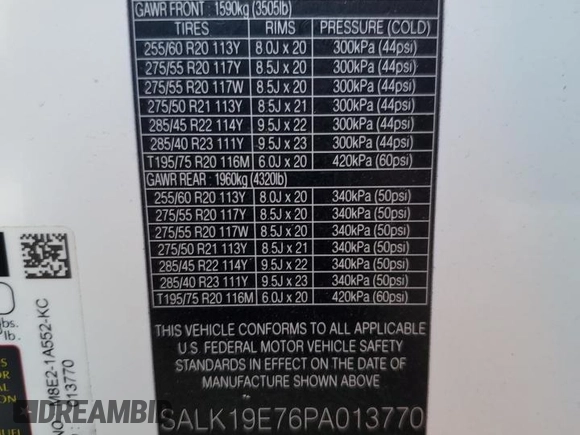 GAWR FRONT 1590kg (3505lb)
TIRES RIMS PRESSURE (COLD)
255/60 R20 113Y 8.0J x 20 300kPa (44psi)
275/55 R20 117Y 8.5J x 20 300kPa (44psi)
275/55 R20 117W 8.5J x 20 300kPa (44psi)
275/50 R21 113Y 8.5J x 21 300kPa (44psi)
285/45 R22 114Y 9.5J x 22 300kPa (44psi)
285/40 R23 111Y 9.5J x 23 300kPa (44psi)
T195/75 R20 116M 6.0J x 20 420kPa (60psi)
GAWR REAR: 1960kg (4320lb)
255/60 R20 113Y 8.0J x 20 340kPa (50psi)
275/55 R20 117Y 8.5J x 20 340kPa (50psi)
275/55 R20 117W 8.5J x 20 340kPa (50psi)
275/50 R21 113Y 8.5J x 21 340kPa (50psi)
285/45 R22 114Y 9.5J x 22 340kPa (50psi)
285/40 R23 111Y 9.5J x 23 340kPa (50psi)
T195/75 R20 116M 6.0J x 20 420kPa (60psi)
THIS VEHICLE CONFORMS TO ALL APPLICABLE
U.S. FEDERAL MOTOR VEHICLE SAFETY
STANDARDS IN EFFECT ON THE DATE OF
MANUFACTURE SHOWN ABOVE.
SALK19E76PA013770
M8E2-1A552-KC
013770
lb.
RIDE SAFELY